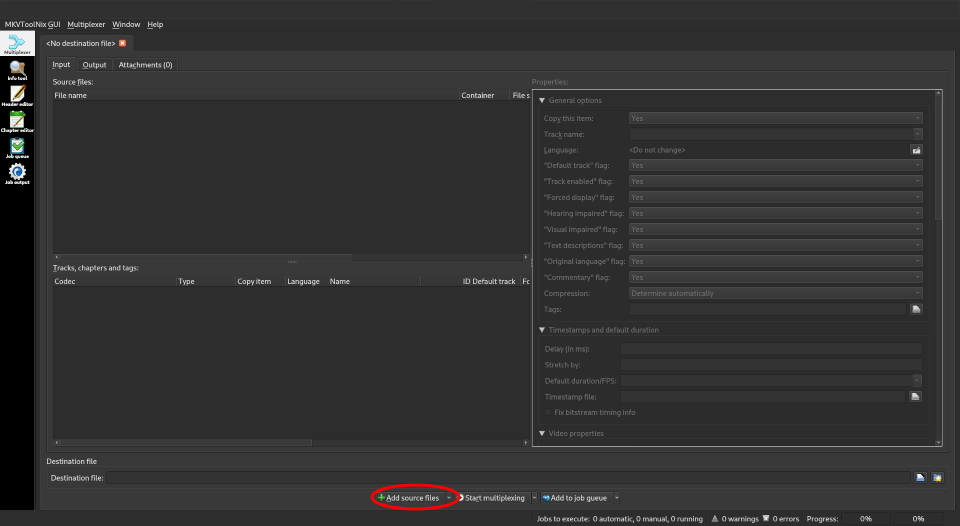 MKVToolNix GUI Multiplexer Window Help
Multiplexer
Info tool
Header editor
Chapter editor
Job queue
Job output
<No destination file>
Input Output Attachments (0)
Source files:
File name Container File s
Tracks, chapters and tags:
Codec Type Copy item Language Name ID Default track Fc
Properties:
General options
Copy this item: Yes
Track name:
Language: <Do not change>
"Default track" flag: Yes
"Track enabled" flag: Yes
"Forced display" flag: Yes
"Hearing impaired" flag: Yes
"Visual impaired" flag: Yes
"Text descriptions" flag: Yes
"Original language" flag: Yes
"Commentary" flag: Yes
Compression: Determine automatically
Tags:
Timestamps and default duration
Delay (in ms):
Stretch by:
Default duration/FPS:
Timestamp file:
Fix bitstream timing info
Video properties
Destination file
Destination file:
Add source files Start multiplexing Add to job queue
Jobs to execute: 0 automatic, 0 manual, 0 running 0 warnings 0 errors Progress: 0% 0%